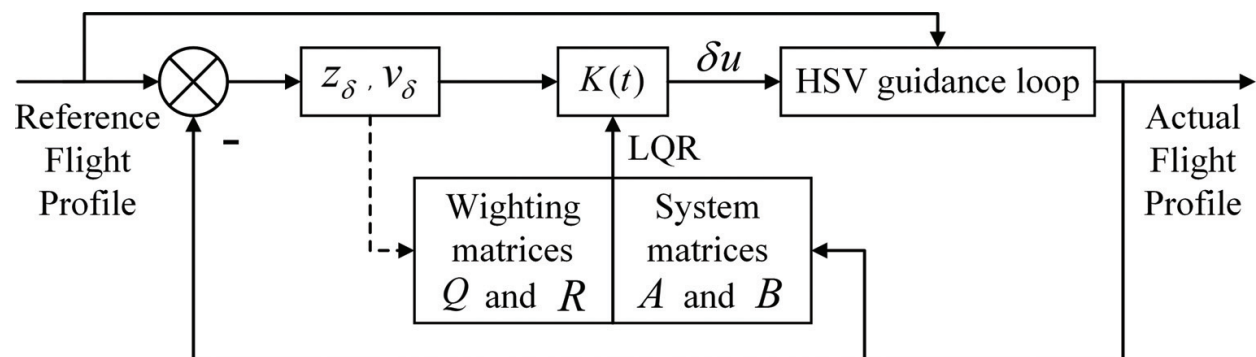 Reference
Flight
Profile
-
z_δ , v_δ
K(t)
δu
HSV guidance loop
Actual
Flight
Profile
LQR
Wighting
matrices
Q and R
System
matrices
A and B